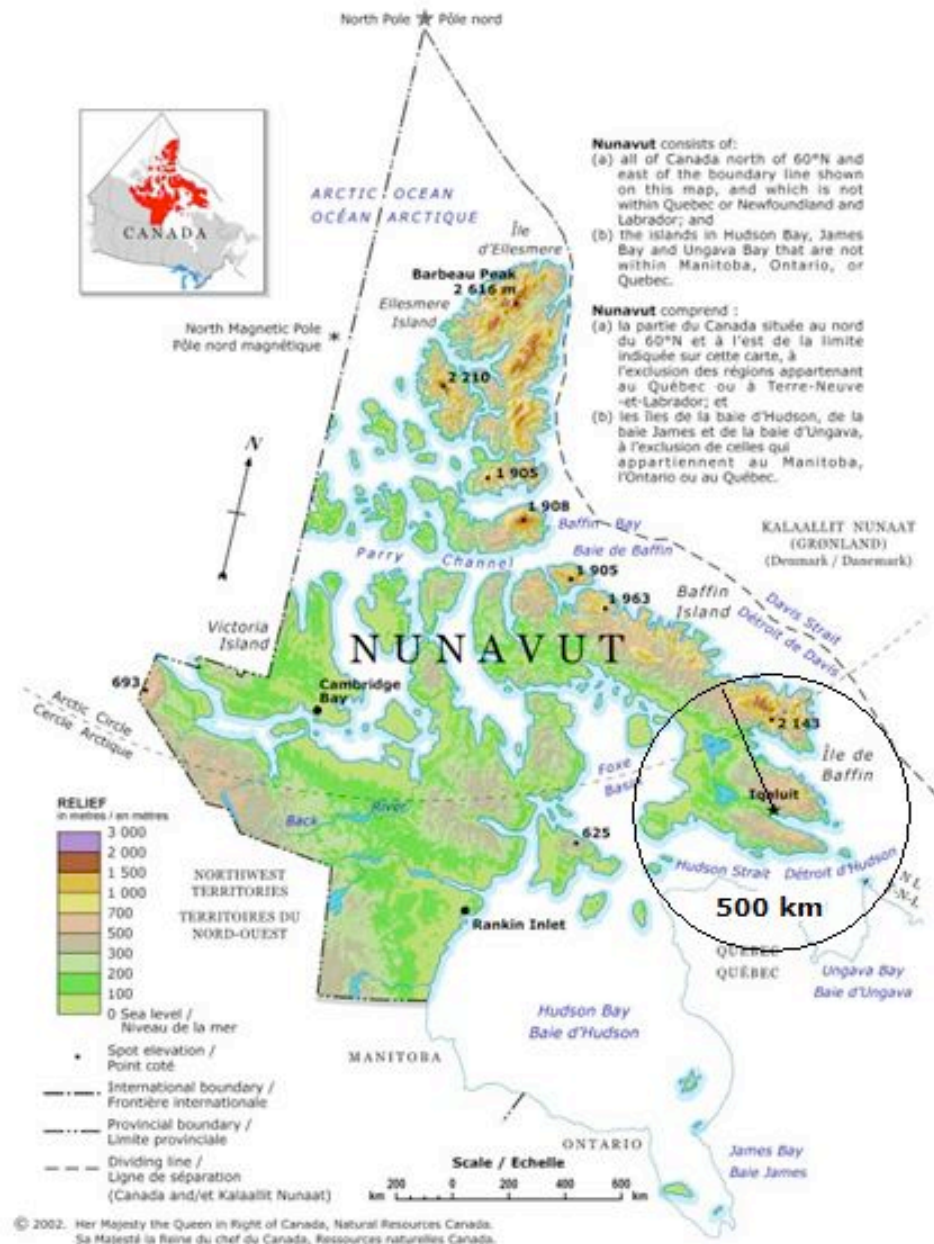 North Pole ★ Pôle nord
CANADA
ARCTIC OCEAN
OCÉAN ARCTIQUE
Île
d'Ellesmere
Barbeau Peak
2 616 m
Ellesmere
Island
North Magnetic Pole
Pôle nord magnétique
2 210
N
1 905
1 908
Nunavut consists of:
(a) all of Canada north of 60°N and
east of the boundary line shown
on this map, and which is not
within Quebec or Newfoundland and
Labrador; and
(b) the islands in Hudson Bay, James
Bay and Ungava Bay that are not
within Manitoba, Ontario, or
Quebec.
Nunavut comprend :
(a) la partie du Canada située au nord
du 60°N et à l'est de la limite
indiquée sur cette carte, à
l'exclusion des régions appartenant
au Québec ou à Terre-Neuve
-et-Labrador; et
(b) les îles de la baie d'Hudson, de la
baie James et de la baie d'Ungava,
à l'exclusion de celles qui
appartiennent au Manitoba,
l'Ontario ou au Québec.
Baffin Bay
Baie de Baffin
Parry Channel
KALAALLIT NUNAAT
(GRØNLAND)
(Denmark / Danemark)
1 905
1 963
Baffin
Island
Davis Strait
Détroit de Davis
Victoria
Island
NUNAVUT
693
Cambridge
Bay
Arctic Circle
Cercle Arctique
2 143
Île de
Baffin
Foxe
Basin
Iqaluit
Back River
625
Hudson Strait Détroit d'Hudson
500 km
NL
T.-N.-L.
RELIEF
in metres / en mètres
3 000
2 000
1 500
1 000
700
500
300
200
100
0 Sea level /
Niveau de la mer
NORTHWEST
TERRITORIES
TERRITOIRES DU
NORD-OUEST
Rankin Inlet
QUEBEC
QUÉBEC
Ungava Bay
Baie d'Ungava
Hudson Bay
Baie d'Hudson
MANITOBA
Spot elevation /
Point coté
International boundary /
Frontière internationale
Provincial boundary /
Limite provinciale
Dividing line /
Ligne de séparation
(Canada and/et Kalaallit Nunaat)
ONTARIO
James Bay
Baie James
Scale / Echelle
km 200 0 200 400 600 km
© 2002. Her Majesty the Queen in Right of Canada, Natural Resources Canada.
Sa Majesté la Reine du chef du Canada, Ressources naturelles Canada.